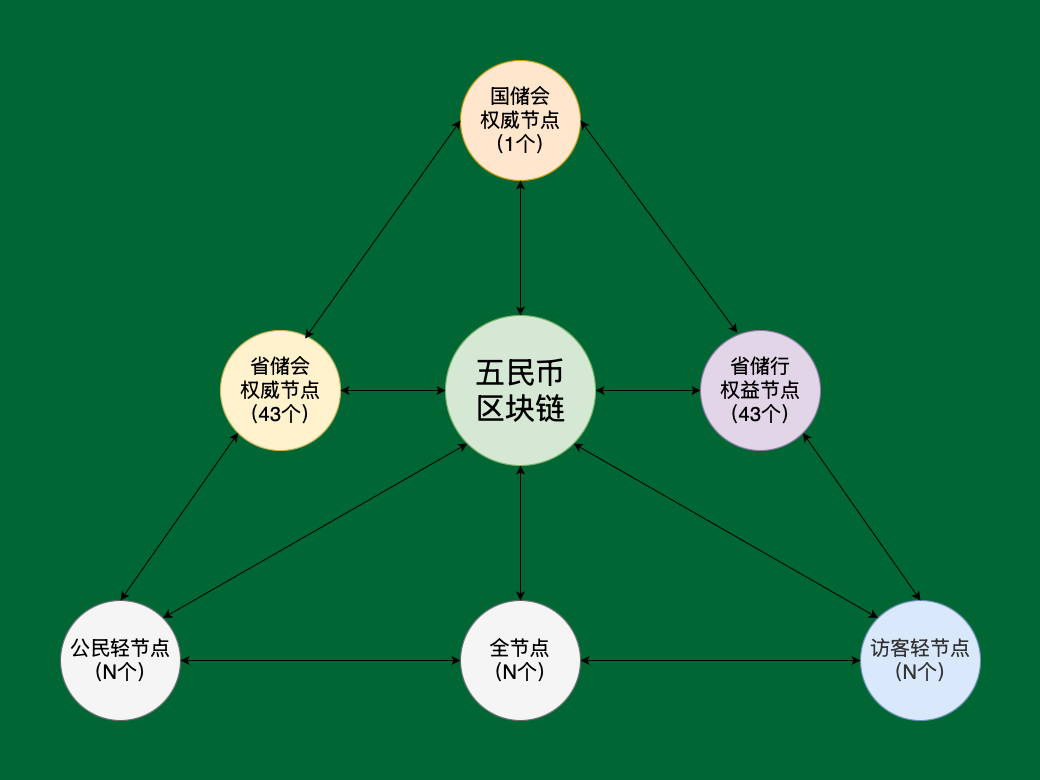 国储会
权威节点
（1个）
省储会
权威节点
（43个）
五民币
区块链
省储行
权益节点
（43个）
公民轻节点
（N个）
全节点
（N个）
访客轻节点
（N个）